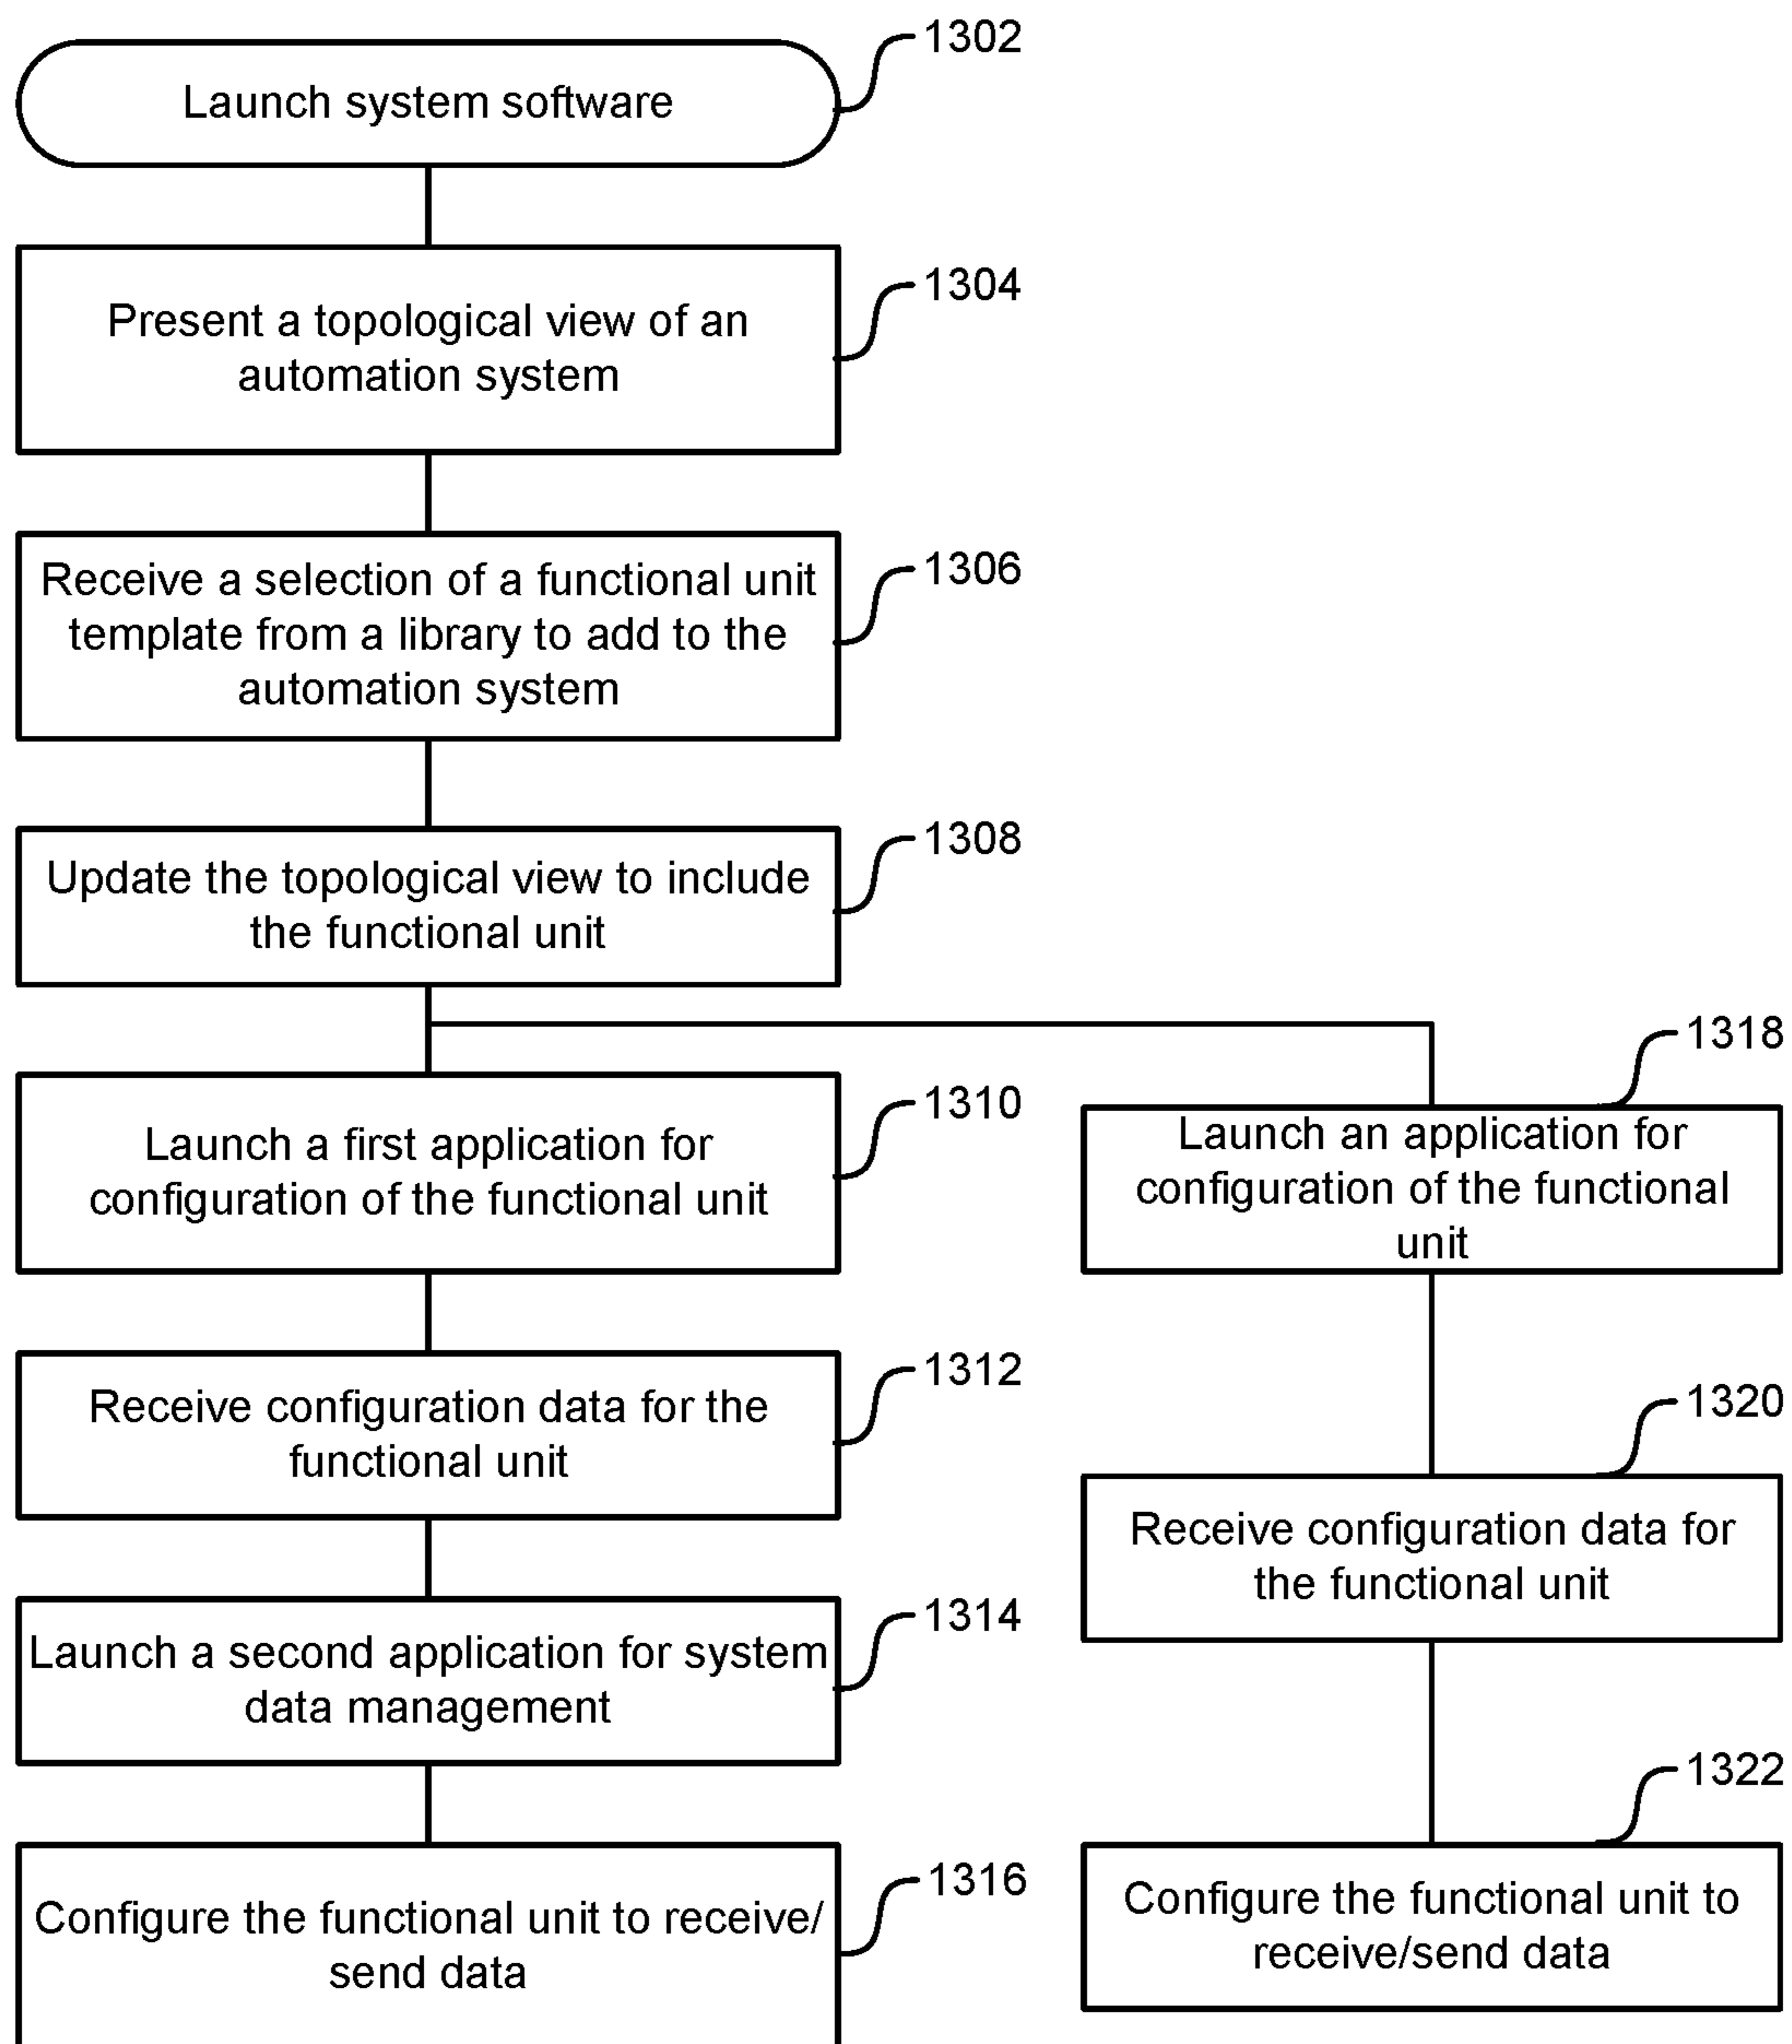 1302
Launch system software
1304
Present a topological view of an
automation system
1306
Receive a selection of a functional unit
template from a library to add to the
automation system
1308
Update the topological view to include
the functional unit
1310
Launch a first application for
configuration of the functional unit
1312
Receive configuration data for the
functional unit
1314
Launch a second application for system
data management
1316
Configure the functional unit to receive/
send data
1318
Launch an application for
configuration of the functional
unit
1320
Receive configuration data for
the functional unit
1322
Configure the functional unit to
receive/send data